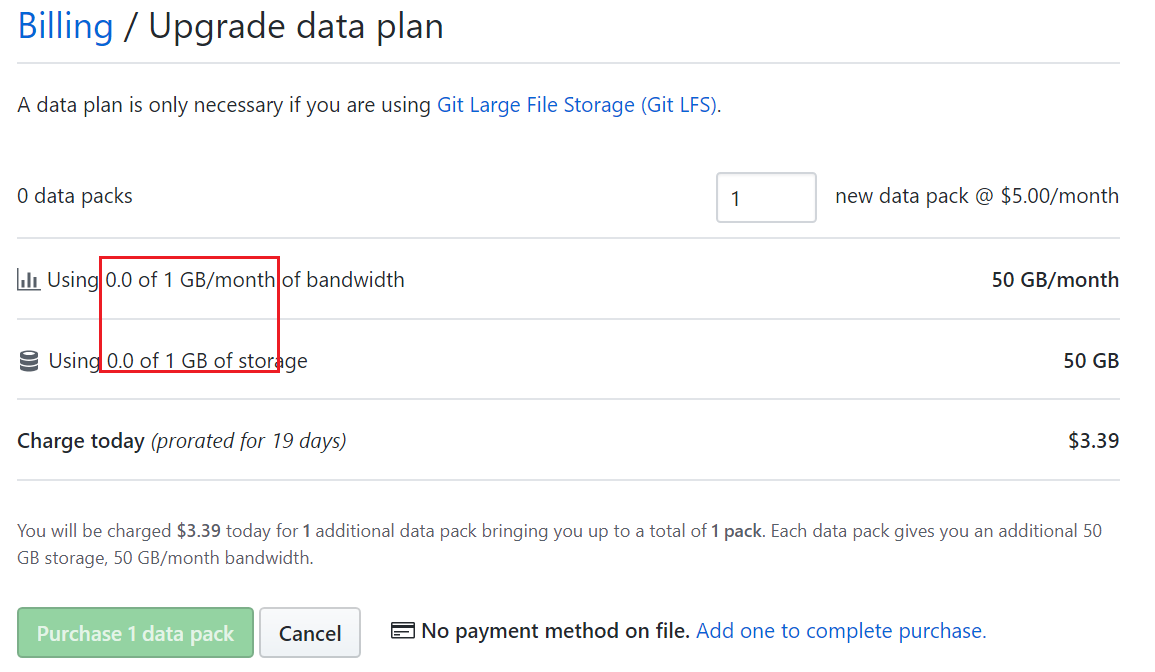 Billing / Upgrade data plan
A data plan is only necessary if you are using Git Large File Storage (Git LFS).
0 data packs 1 new data pack @ $5.00/month
Using 0.0 of 1 GB/month of bandwidth 50 GB/month
Using 0.0 of 1 GB of storage 50 GB
Charge today (prorated for 19 days) $3.39
You will be charged $3.39 today for 1 additional data pack bringing you up to a total of 1 pack. Each data pack gives you an additional 50
GB storage, 50 GB/month bandwidth.
Purchase 1 data pack Cancel No payment method on file. Add one to complete purchase.